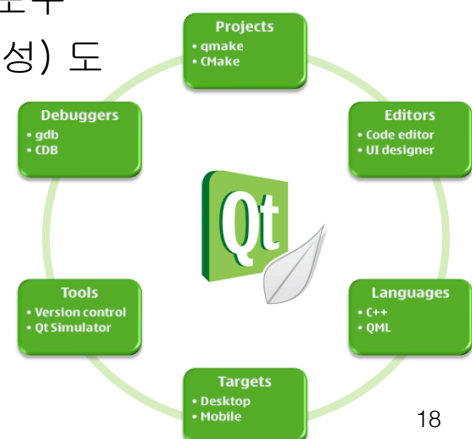 성) 도
Projects
• qmake
• CMake
Debuggers
• gdb
• CDB
Editors
• Code editor
• UI designer
Qt
Tools
• Version control
• Qt Simulator
Languages
• C++
• QML
Targets
• Desktop
• Mobile
18